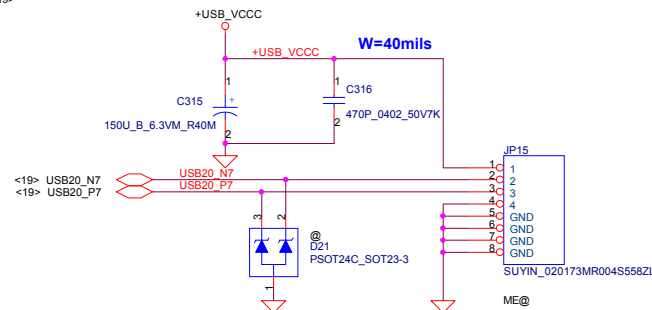 +USB_VCCC
+USB_VCCC
W=40mils
1
C315
+
150U_B_6.3VM_R40M
2
1
C316
470P_0402_50V7K
2
<19> USB20_N7
USB20_N7
<19> USB20_P7
USB20_P7
3
2
@
D21
PSOT24C_SOT23-3
1
JP15
1 1
2 2
3 3
4 4
5 GND
6 GND
7 GND
8 GND
SUYIN_020173MR004S558ZL
ME@